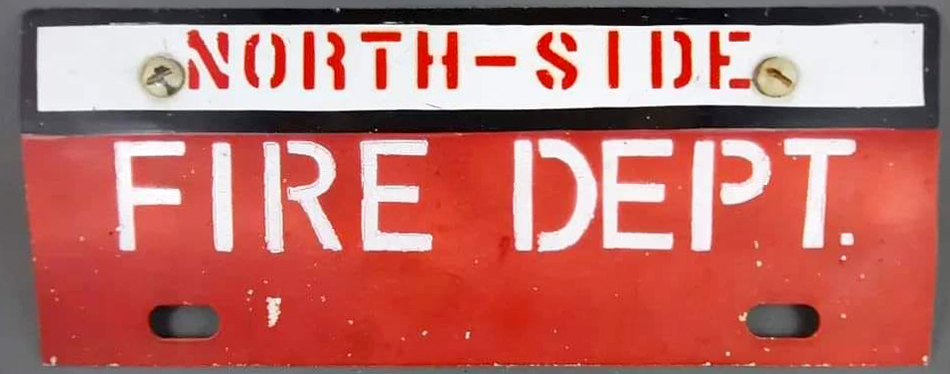 NORTH-SIDE
FIRE DEPT.